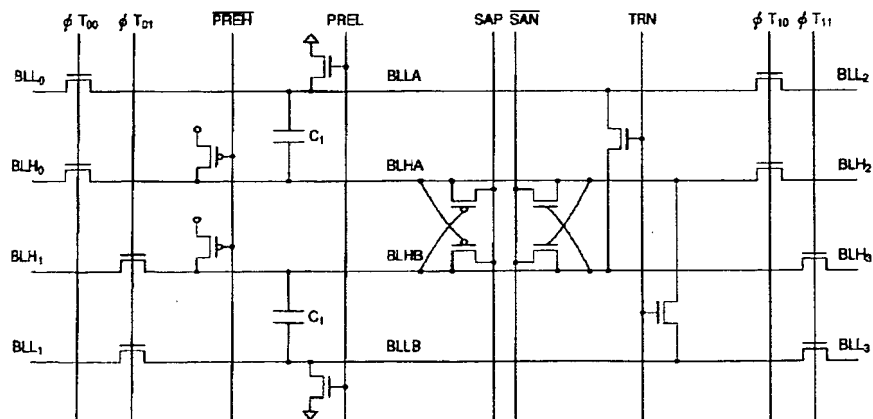 φ T00 φ T01 PREH PREL SAP SAN TRN φ T10 φ T11
BLL0 BLLA BLL2
C1
BLH0 BLHA BLH2
BLH1 BLHB BLH3
C1
BLL1 BLLB BLL3